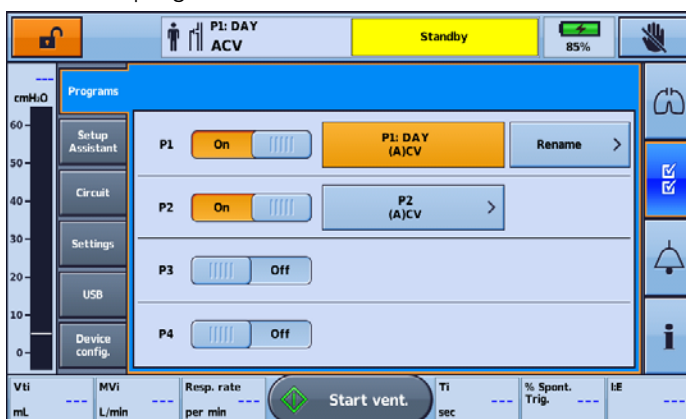 P1: DAY
ACV
Standby
85%
---
cmH2O
60
50
40
30
20
10
0
Programs
Setup
Assistant
Circuit
Settings
USB
Device
config.
P1
On
P1: DAY
(A)CV
Rename
P2
On
P2
(A)CV
P3
Off
P4
Off
Vti
---
mL
MVi
---
L/min
Resp. rate
---
per min
Start vent.
Ti
---
sec
% Spont.
Trig.
---
I:E
---